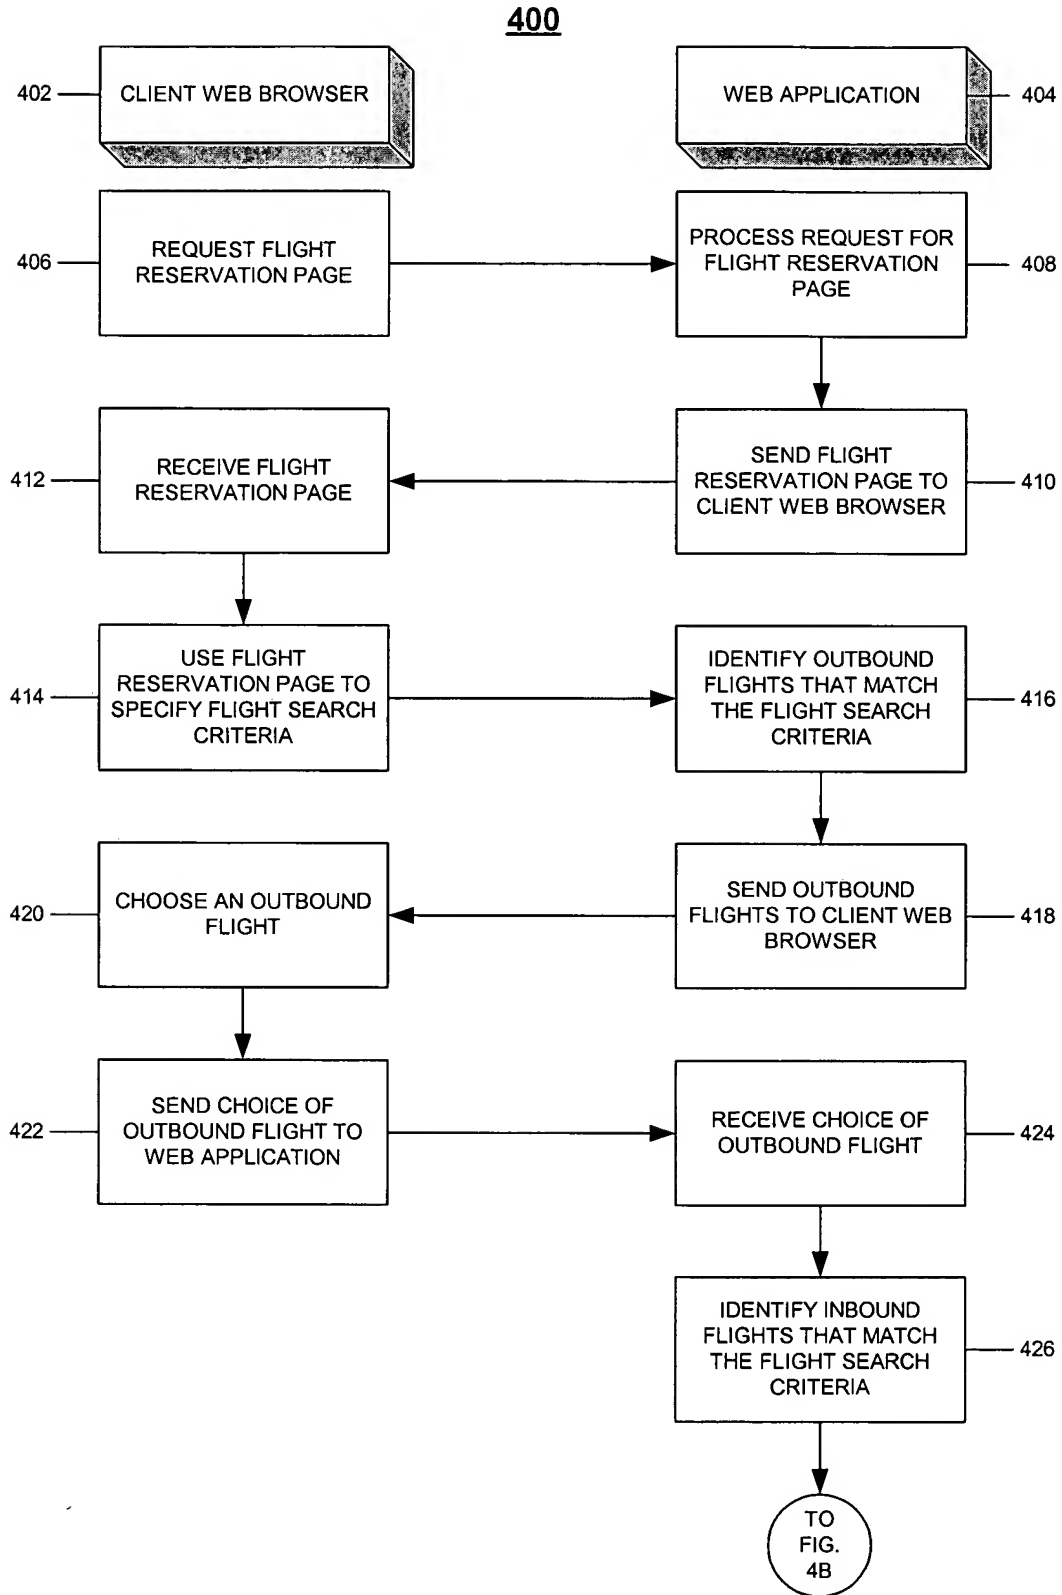 400
402
CLIENT WEB BROWSER
WEB APPLICATION
404
406
REQUEST FLIGHT
RESERVATION PAGE
PROCESS REQUEST FOR
FLIGHT RESERVATION
PAGE
408
412
RECEIVE FLIGHT
RESERVATION PAGE
SEND FLIGHT
RESERVATION PAGE TO
CLIENT WEB BROWSER
410
414
USE FLIGHT
RESERVATION PAGE TO
SPECIFY FLIGHT SEARCH
CRITERIA
IDENTIFY OUTBOUND
FLIGHTS THAT MATCH
THE FLIGHT SEARCH
CRITERIA
416
420
CHOOSE AN OUTBOUND
FLIGHT
SEND OUTBOUND
FLIGHTS TO CLIENT WEB
BROWSER
418
422
SEND CHOICE OF
OUTBOUND FLIGHT TO
WEB APPLICATION
RECEIVE CHOICE OF
OUTBOUND FLIGHT
424
IDENTIFY INBOUND
FLIGHTS THAT MATCH
THE FLIGHT SEARCH
CRITERIA
426
TO
FIG.
4B